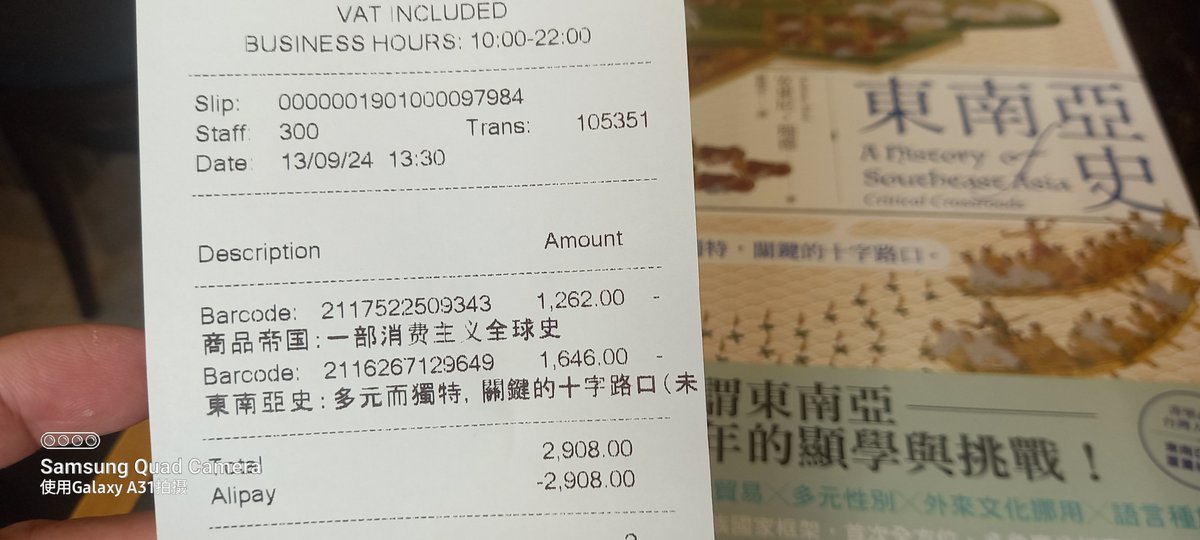 VAT INCLUDED
BUSINESS HOURS: 10:00-22:00
Slip: 0000001901000097984
Staff: 300 Trans: 105351
Date: 13/09/24 13:30
Description Amount
Barcode: 2117522509343 1,262.00 -
商品帝国:一部消费主义全球史
Barcode: 2116267129649 1,646.00 -
東南亞史:多元而獨特, 關鍵的十字路口(未
Total 2,908.00
Alipay -2,908.00
東南亞史
A History of
Southeast Asia
Critical Crossroads
特,關鍵的十字路口。
謂東南亞
年的顯學與挑戰!
貿易×多元性別×外來文化挪用×語言種
Samsung Quad Camera
使用Galaxy A31拍摄